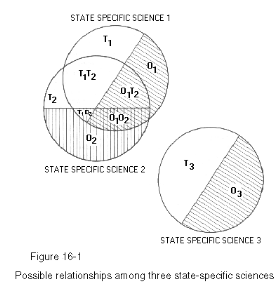 STATE SPECIFIC SCIENCE 1
T1
O1
T1T2
O1T2
T2
T1O2
O1O2
O2
STATE SPECIFIC SCIENCE 2
T3
O3
STATE SPECIFIC SCIENCE 3
Figure 16-1
Possible relationships among three state-specific sciences